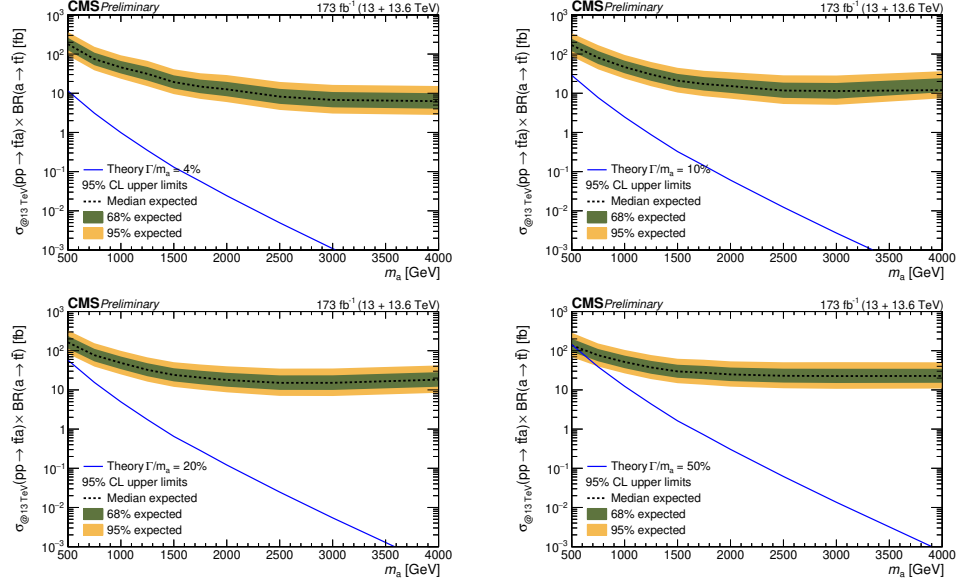 CMS Preliminary 173 fb⁻¹ (13 + 13.6 TeV)
σ@13 TeV(pp → tt̄a) × BR(a → tt̄) [fb]
10³
10²
10
1
10⁻¹
10⁻²
10⁻³
Theory Γ/mₐ = 4%
95% CL upper limits
Median expected
68% expected
95% expected
500 1000 1500 2000 2500 3000 3500 4000
mₐ [GeV]
CMS Preliminary 173 fb⁻¹ (13 + 13.6 TeV)
σ@13 TeV(pp → tt̄a) × BR(a → tt̄) [fb]
10³
10²
10
1
10⁻¹
10⁻²
10⁻³
Theory Γ/mₐ = 10%
95% CL upper limits
Median expected
68% expected
95% expected
500 1000 1500 2000 2500 3000 3500 4000
mₐ [GeV]
CMS Preliminary 173 fb⁻¹ (13 + 13.6 TeV)
σ@13 TeV(pp → tt̄a) × BR(a → tt̄) [fb]
10³
10²
10
1
10⁻¹
10⁻²
10⁻³
Theory Γ/mₐ = 20%
95% CL upper limits
Median expected
68% expected
95% expected
500 1000 1500 2000 2500 3000 3500 4000
mₐ [GeV]
CMS Preliminary 173 fb⁻¹ (13 + 13.6 TeV)
σ@13 TeV(pp → tt̄a) × BR(a → tt̄) [fb]
10³
10²
10
1
10⁻¹
10⁻²
10⁻³
Theory Γ/mₐ = 50%
95% CL upper limits
Median expected
68% expected
95% expected
500 1000 1500 2000 2500 3000 3500 4000
mₐ [GeV]